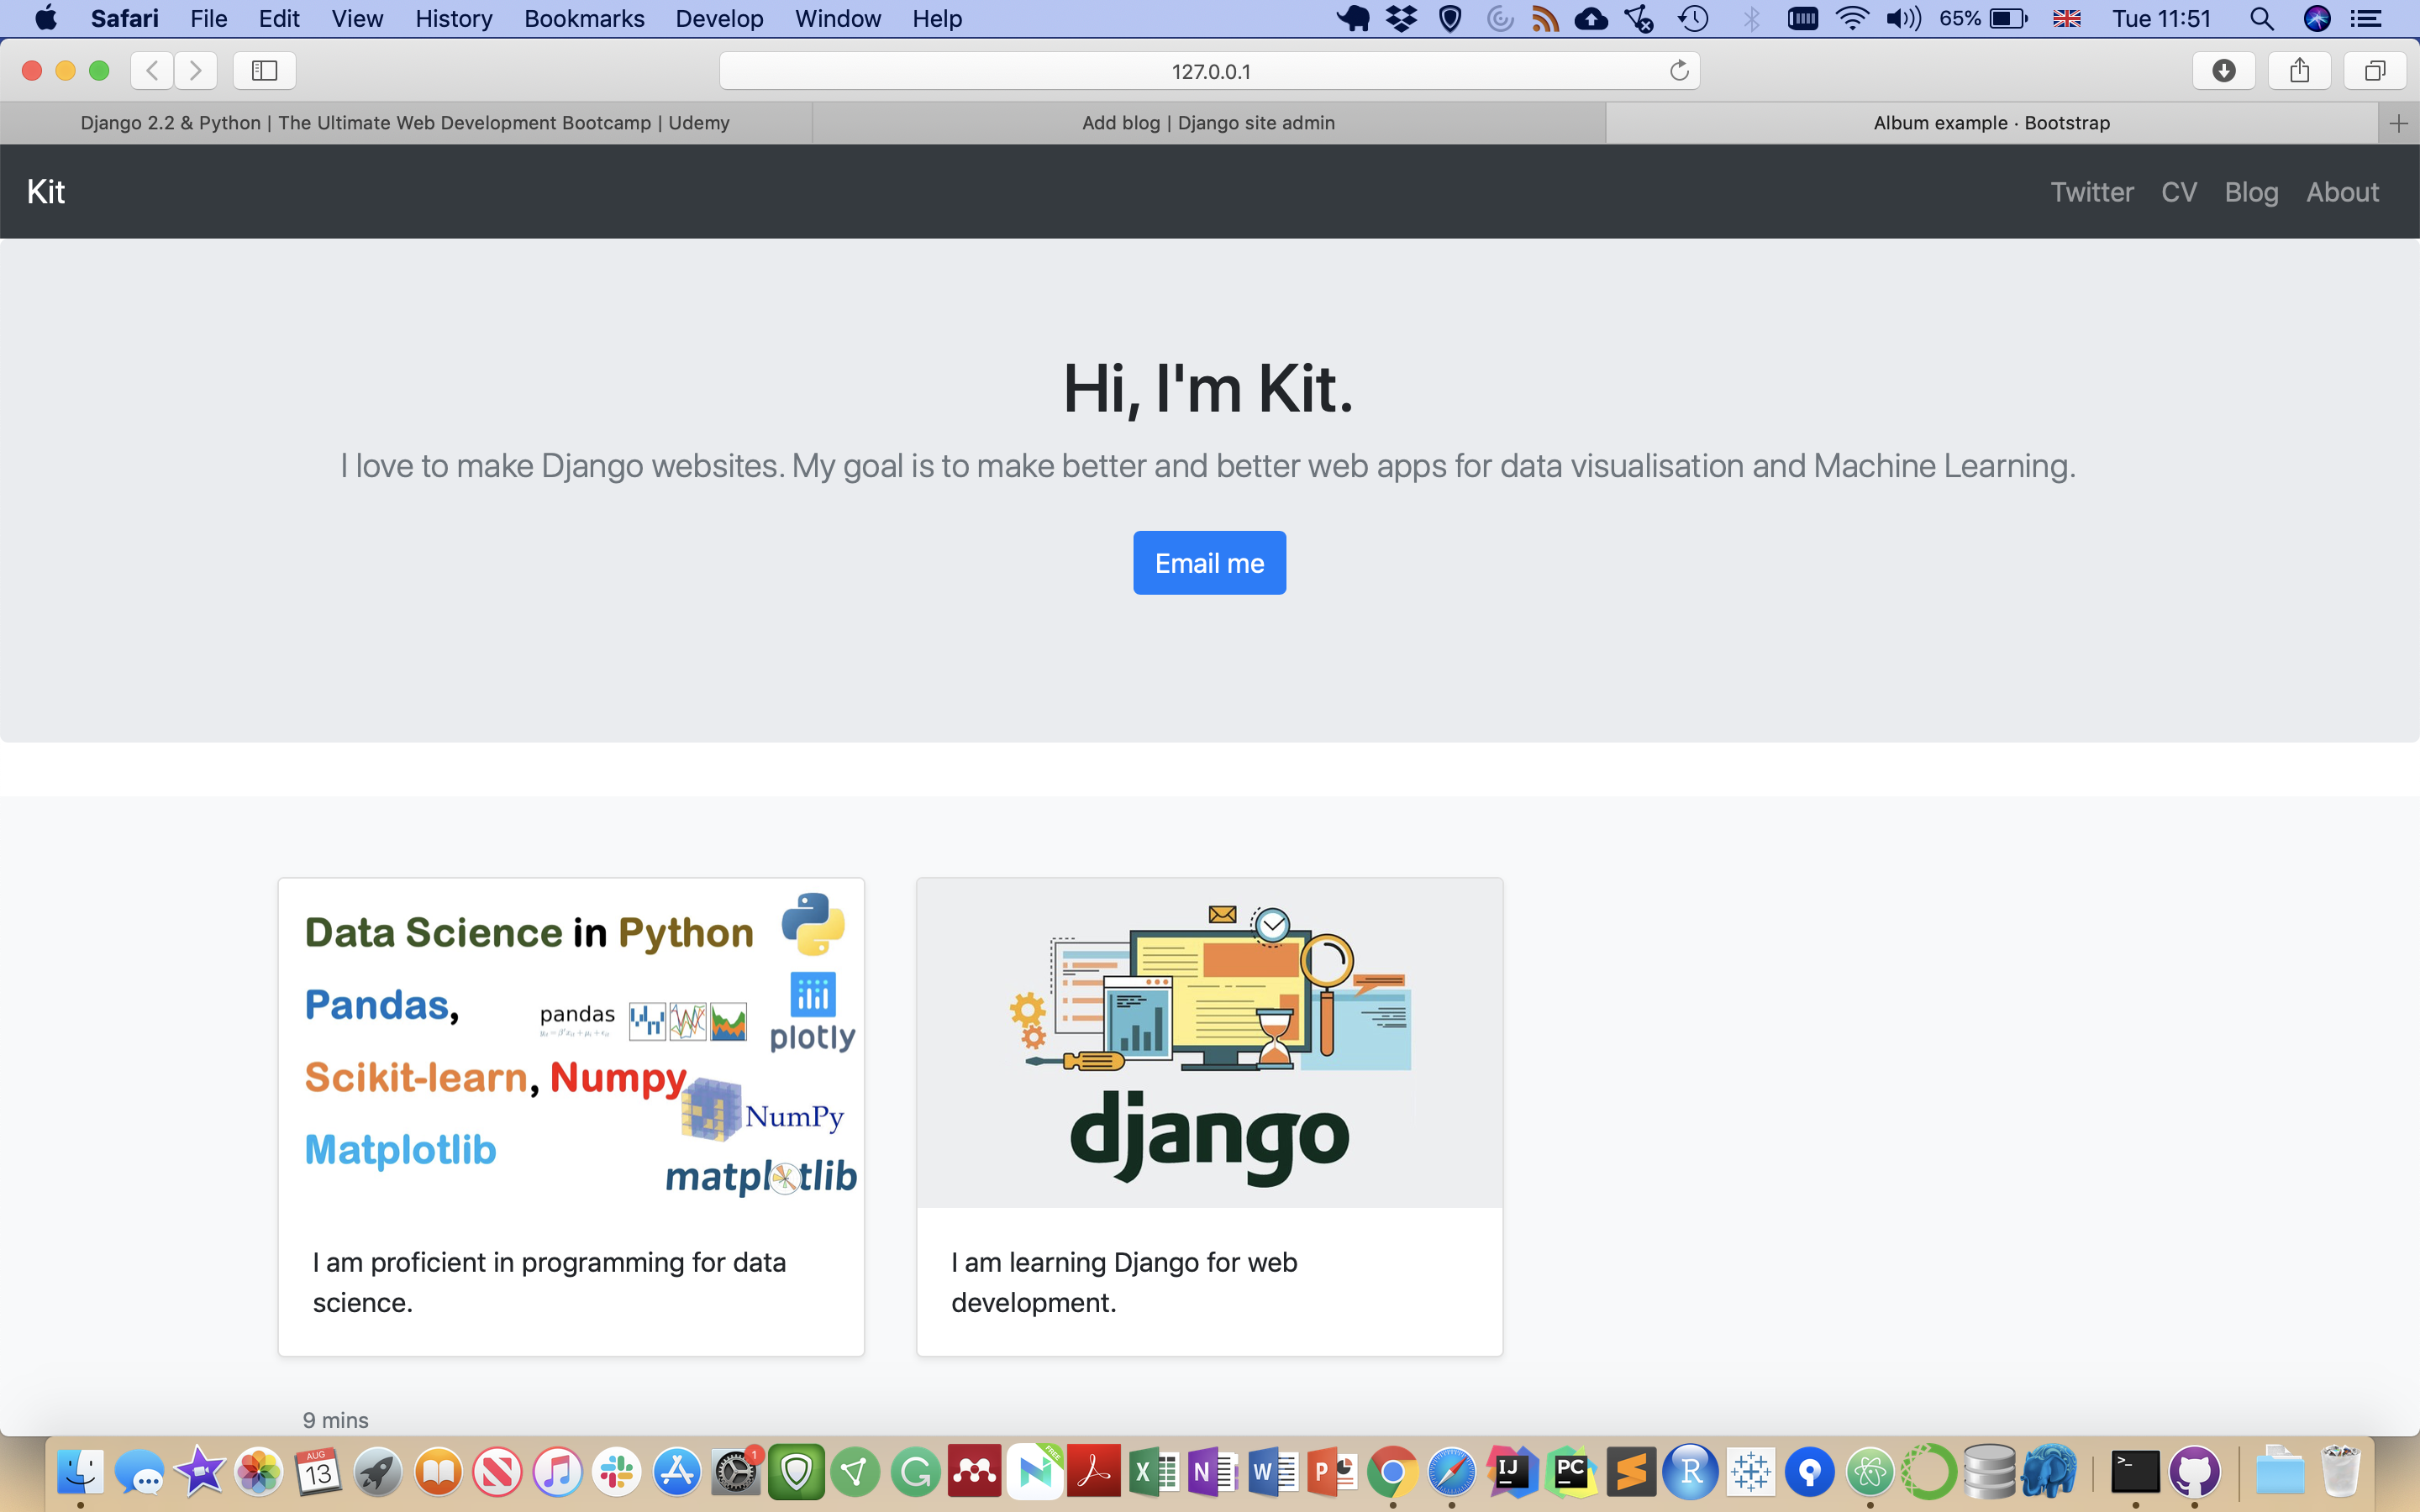 Safari File Edit View History Bookmarks Develop Window Help 65% Tue 11:51
127.0.0.1
Django 2.2 & Python | The Ultimate Web Development Bootcamp | Udemy
Add blog | Django site admin
Album example · Bootstrap
Kit
Twitter CV Blog About
Hi, I'm Kit.
I love to make Django websites. My goal is to make better and better web apps for data visualisation and Machine Learning.
Email me
Data Science in Python
Pandas,
pandas
plotly
Scikit-learn, Numpy
NumPy
Matplotlib
matplotlib
I am proficient in programming for data
science.
django
I am learning Django for web
development.
9 mins
AUG
13
1
FREE
X
N
W
P
IJ
PC
R
>_